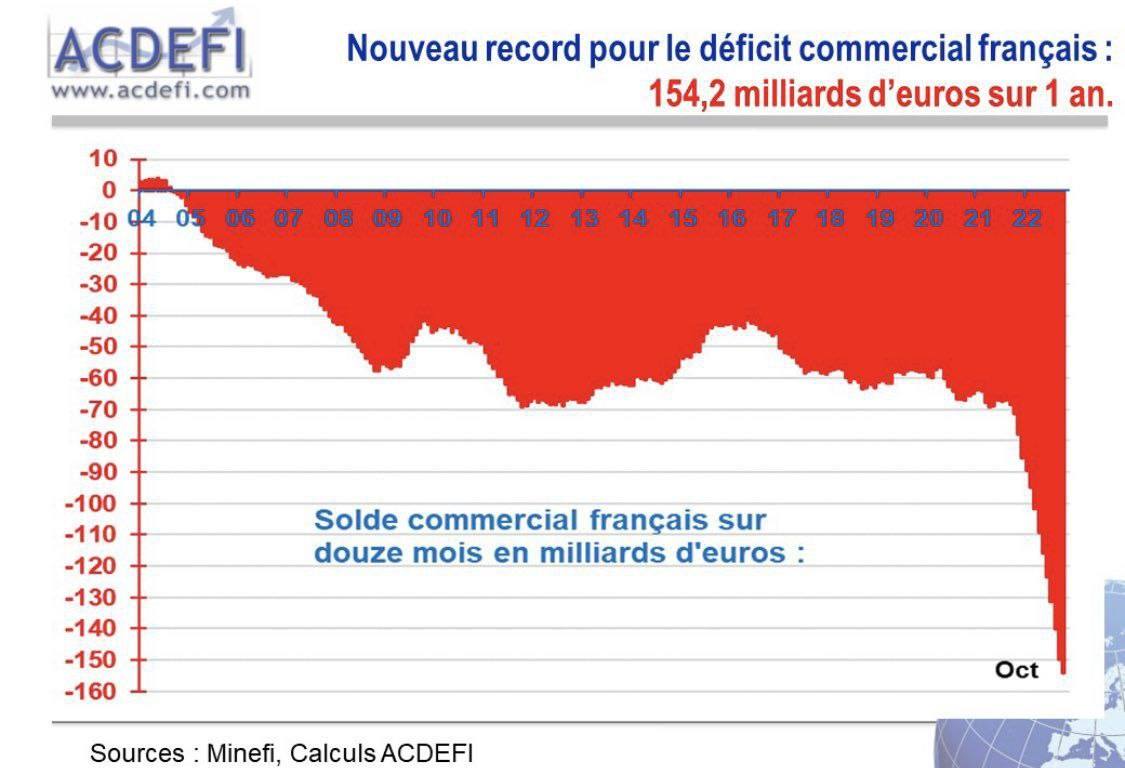 ACDEFI
www.acdefi.com
Nouveau record pour le déficit commercial français :
154,2 milliards d’euros sur 1 an.
10
0
04 05 06 07 08 09 10 11 12 13 14 15 16 17 18 19 20 21 22
-10
-20
-30
-40
-50
-60
-70
-80
-90
-100
-110
-120
-130
-140
-150
-160
Solde commercial français sur
douze mois en milliards d'euros :
Oct
Sources : Minefi, Calculs ACDEFI